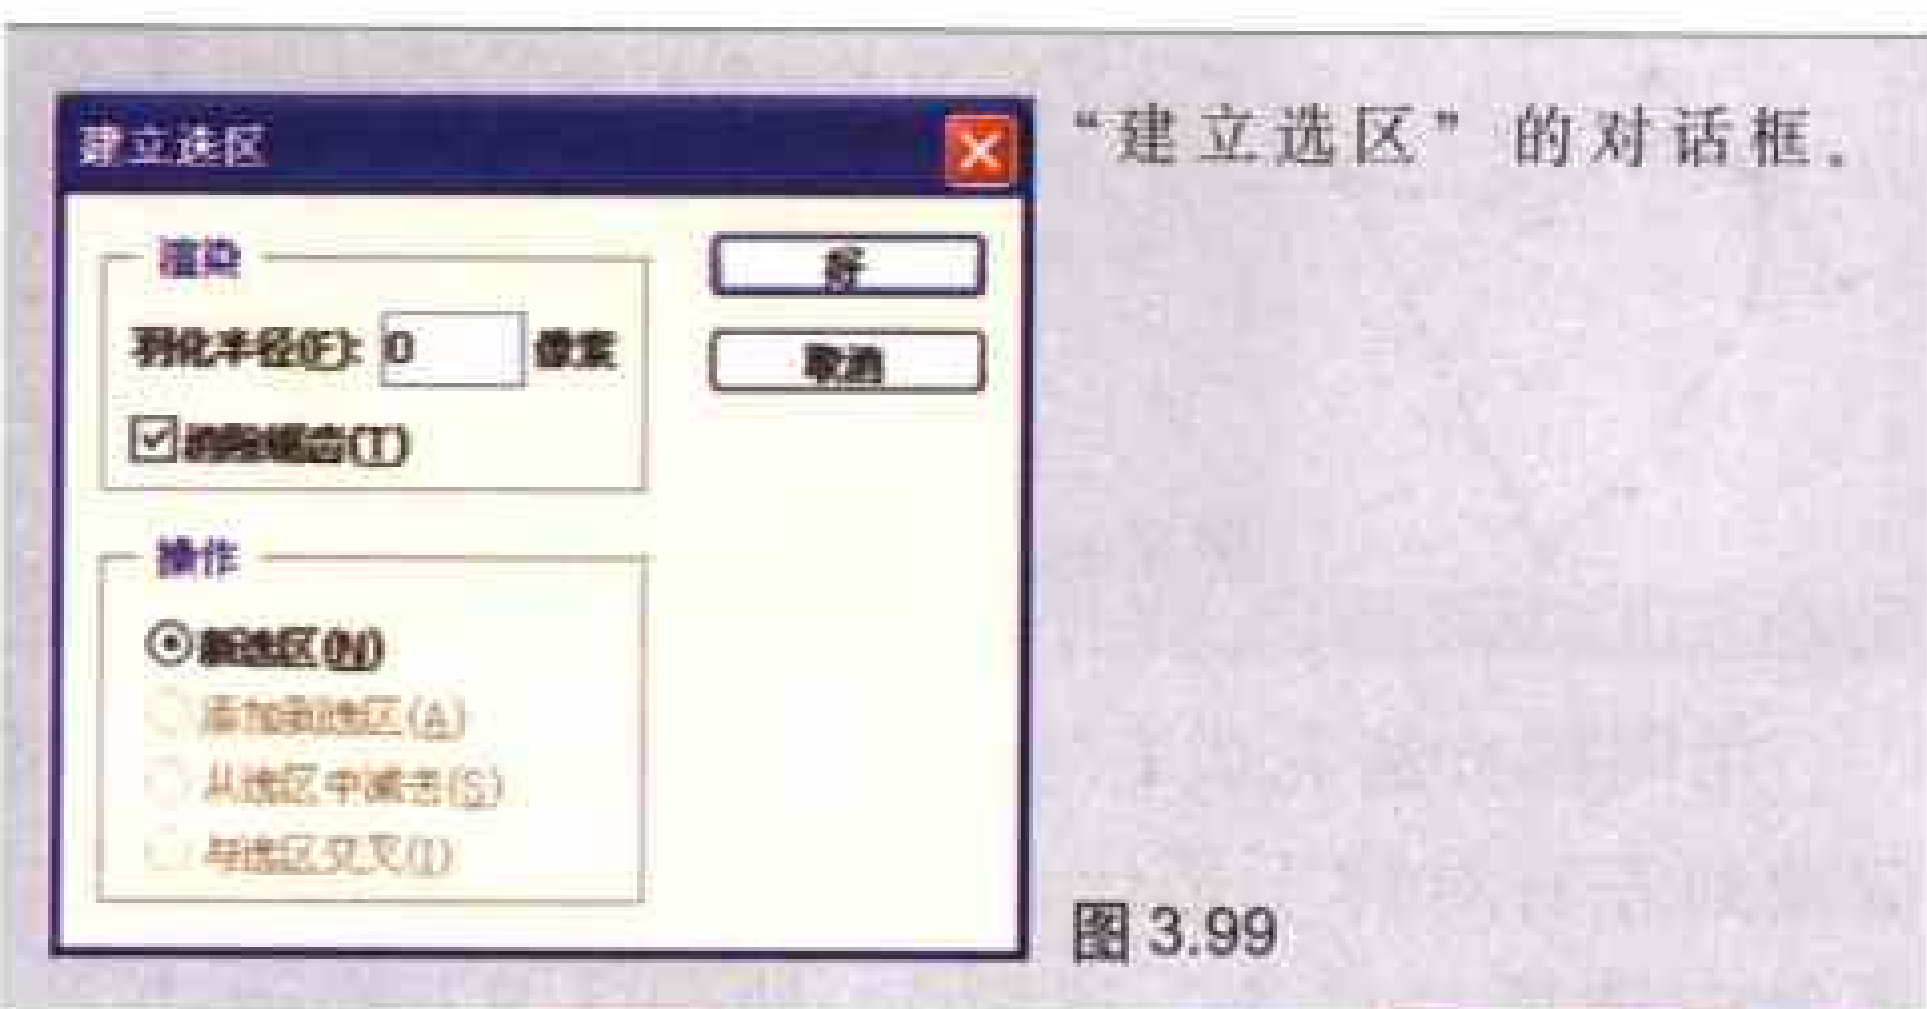 建立选区
渲染
好
羽化半径(F): 0 像素
取消
消除锯齿(T)
操作
新选区(N)
添加到选区(A)
从选区中减去(S)
与选区交叉(I)
“建立选区”的对话框。
图 3.99